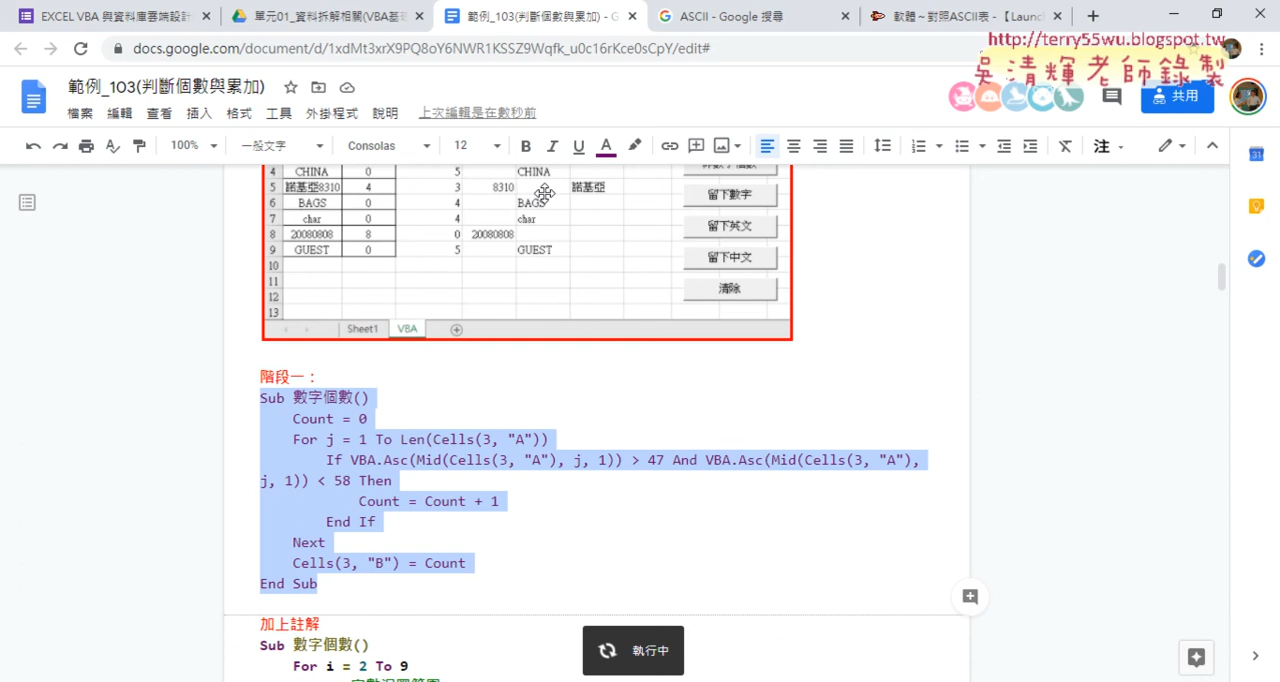 EXCEL VBA 與資料庫雲端設計
單元01_資料拆解相關(VBA基
範例_103(判斷個數與累加) - G
ASCII - Google 搜尋
軟體~對照ASCII表 - 【Launc
docs.google.com/document/d/1xdMt3xrX9PQ8oY6NWR1KSSZ9Wqfk_u0c16rKce0sCpY/edit#
http://terry55wu.blogspot.tw
吳清輝老師錄製
範例_103(判斷個數與累加)
共用
檔案 編輯 查看 插入 格式 工具 外掛程式 說明 上次編輯是在數秒前
100% 一般文字 Consolas 12 B I U A 注
4 CHINA 0 5 CHINA
5 諾基亞8310 4 3 8310 諾基亞
留下數字
6 BAGS 0 4 BAGS
7 char 0 4 char
留下英文
8 20080808 8 0 20080808
9 GUEST 0 5 GUEST
留下中文
10
11
清除
12
13
Sheet1 VBA
階段一：
Sub 數字個數()
Count = 0
For j = 1 To Len(Cells(3, "A"))
If VBA.Asc(Mid(Cells(3, "A"), j, 1)) > 47 And VBA.Asc(Mid(Cells(3, "A"),
j, 1)) < 58 Then
Count = Count + 1
End If
Next
Cells(3, "B") = Count
End Sub
加上註解
Sub 數字個數()
For i = 2 To 9
執行中
31